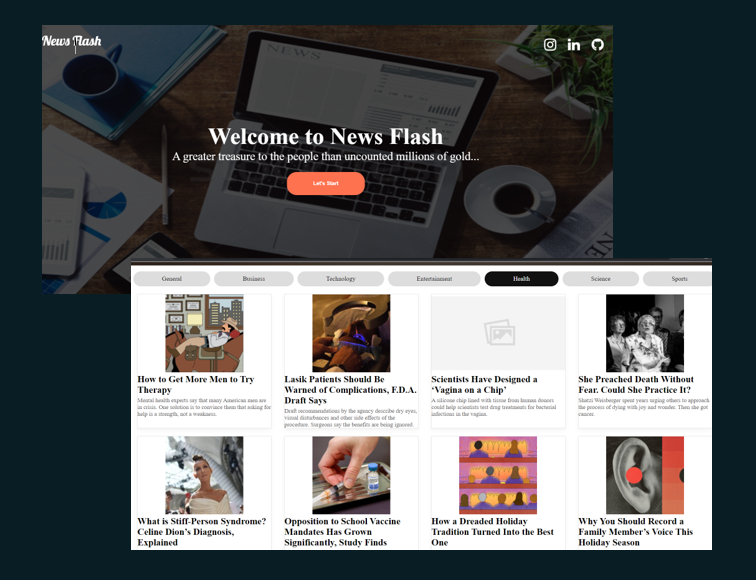 News Flash
NEWS
Welcome to News Flash
A greater treasure to the people than uncounted millions of gold...
Let's Start
General
Business
Technology
Entertainment
Health
Science
Sports
How to Get More Men to Try
Therapy
Mental health experts say that many American men are
in crisis. One solution is to convince them that asking for
help is a strength, not a weakness.
Lasik Patients Should Be
Warned of Complications, F.D.A.
Draft Says
Draft recommendations by the agency describe dry eyes,
visual disturbances and other side effects of the
procedure. Surgeons say the benefits are being ignored.
Scientists Have Designed a
‘Vagina on a Chip’
A silicone chip lined with tissue from human donors
could help scientists test drug treatments for bacterial
infections in the vagina.
She Preached Death Without
Fear. Could She Practice It?
Shatzi Weisberger spent years urging others to approach
the process of dying with joy and wonder. Then she got
cancer.
What is Stiff-Person Syndrome?
Celine Dion’s Diagnosis,
Explained
Opposition to School Vaccine
Mandates Has Grown
Significantly, Study Finds
How a Dreaded Holiday
Tradition Turned Into the Best
One
Why You Should Record a
Family Member’s Voice This
Holiday Season